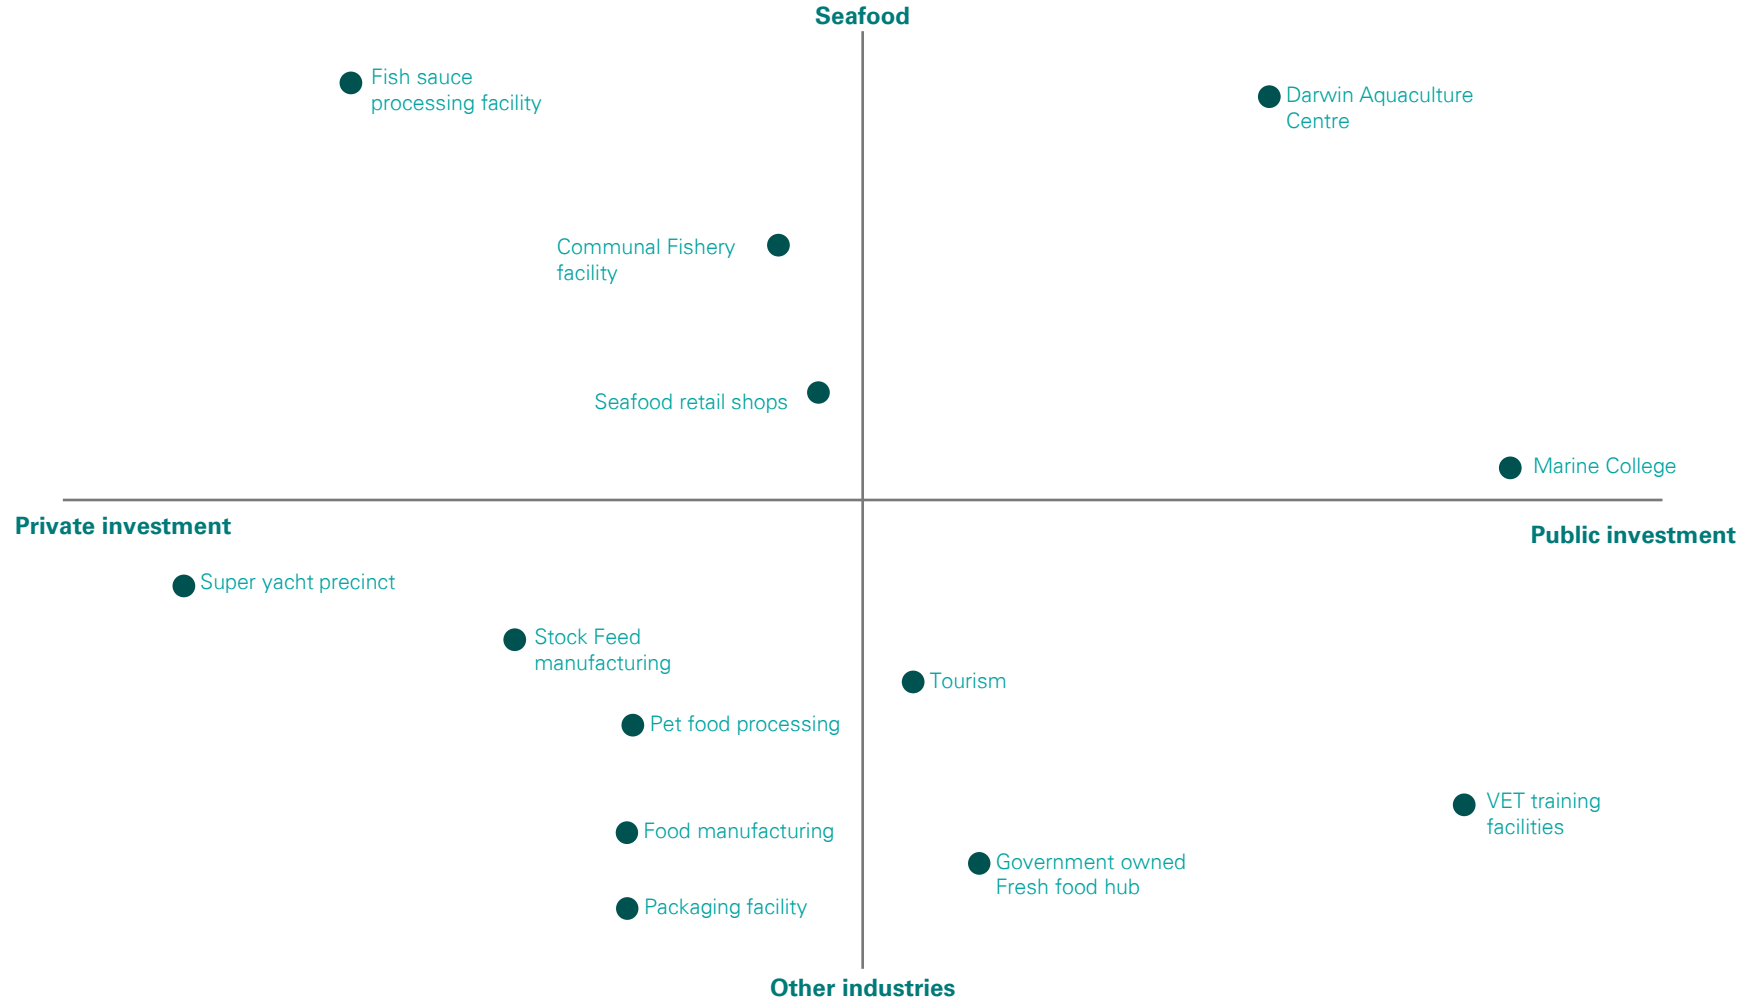 Seafood
Fish sauce
processing facility
Darwin Aquaculture
Centre
Communal Fishery
facility
Seafood retail shops
Marine College
Private investment
Public investment
Super yacht precinct
Stock Feed
manufacturing
Tourism
Pet food processing
VET training
facilities
Food manufacturing
Government owned
Fresh food hub
Packaging facility
Other industries